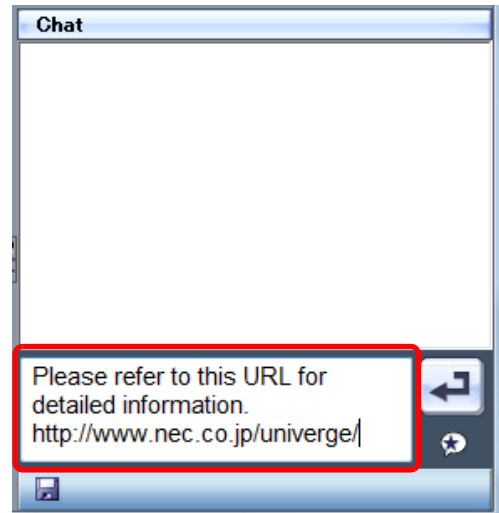 Chat
Please refer to this URL for
detailed information.
http://www.nec.co.jp/univerge/